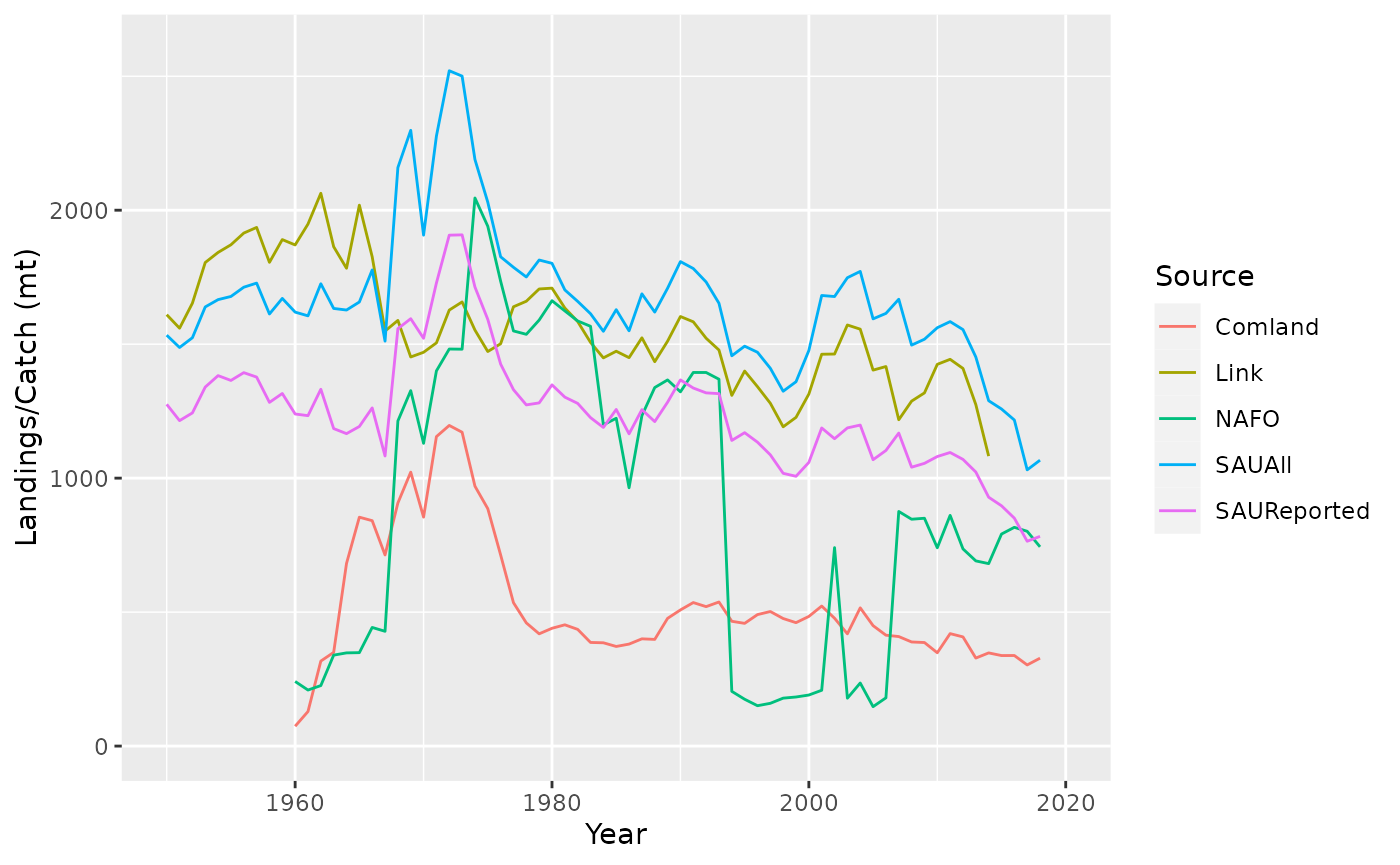 Landings/Catch (mt)
2000
1000
0
1960
1980
2000
2020
Year
Source
Comland
Link
NAFO
SAUAll
SAUReported